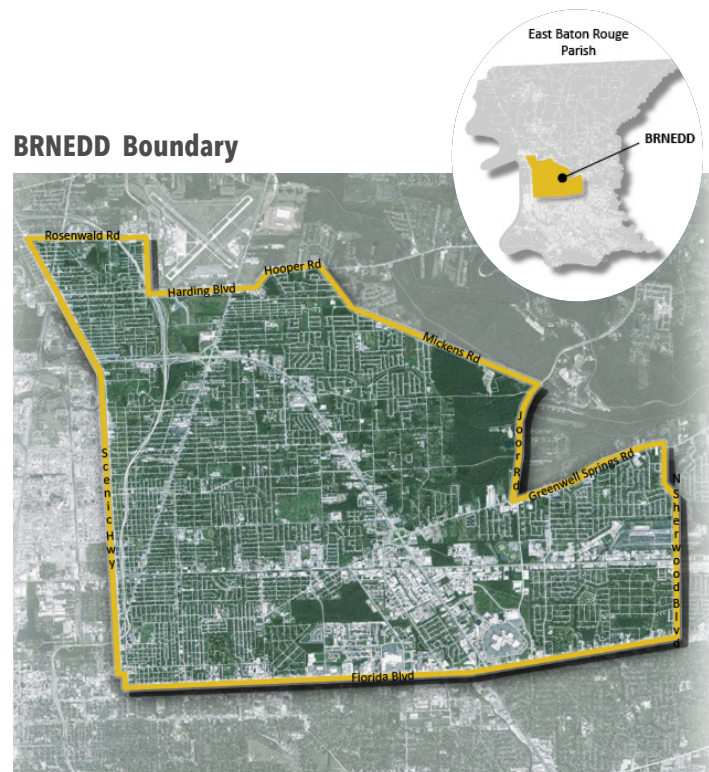 East Baton Rouge
Parish
BRNEDD
BRNEDD Boundary
Rosenwald Rd
Hooper Rd
Harding Blvd
Mickens Rd
Joor Rd
Scenic Hwy
Greenwell Springs Rd
N Sherwood Blvd
Florida Blvd